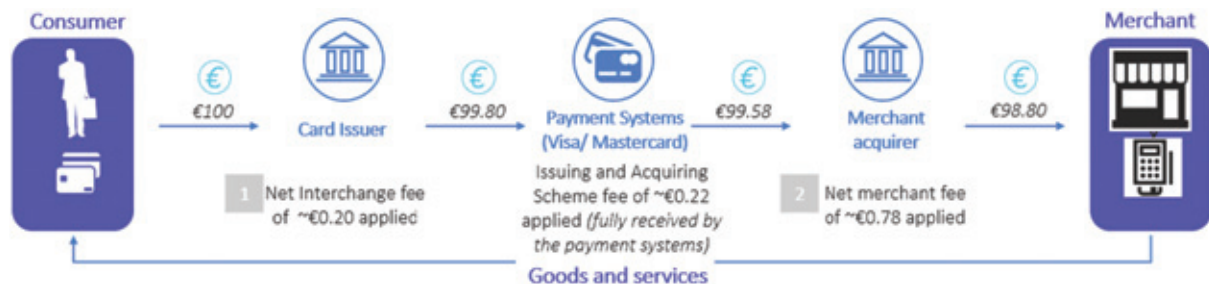 Consumer
Merchant
€
€100
Card Issuer
€
€99.80
Payment Systems
(Visa/ Mastercard)
€
€99.58
Merchant
acquirer
€
€98.80
1
Net Interchange fee
of ~€0.20 applied
Issuing and Acquiring
Scheme fee of ~€0.22
applied (fully received by
the payment systems)
2
Net merchant fee
of ~€0.78 applied
Goods and services